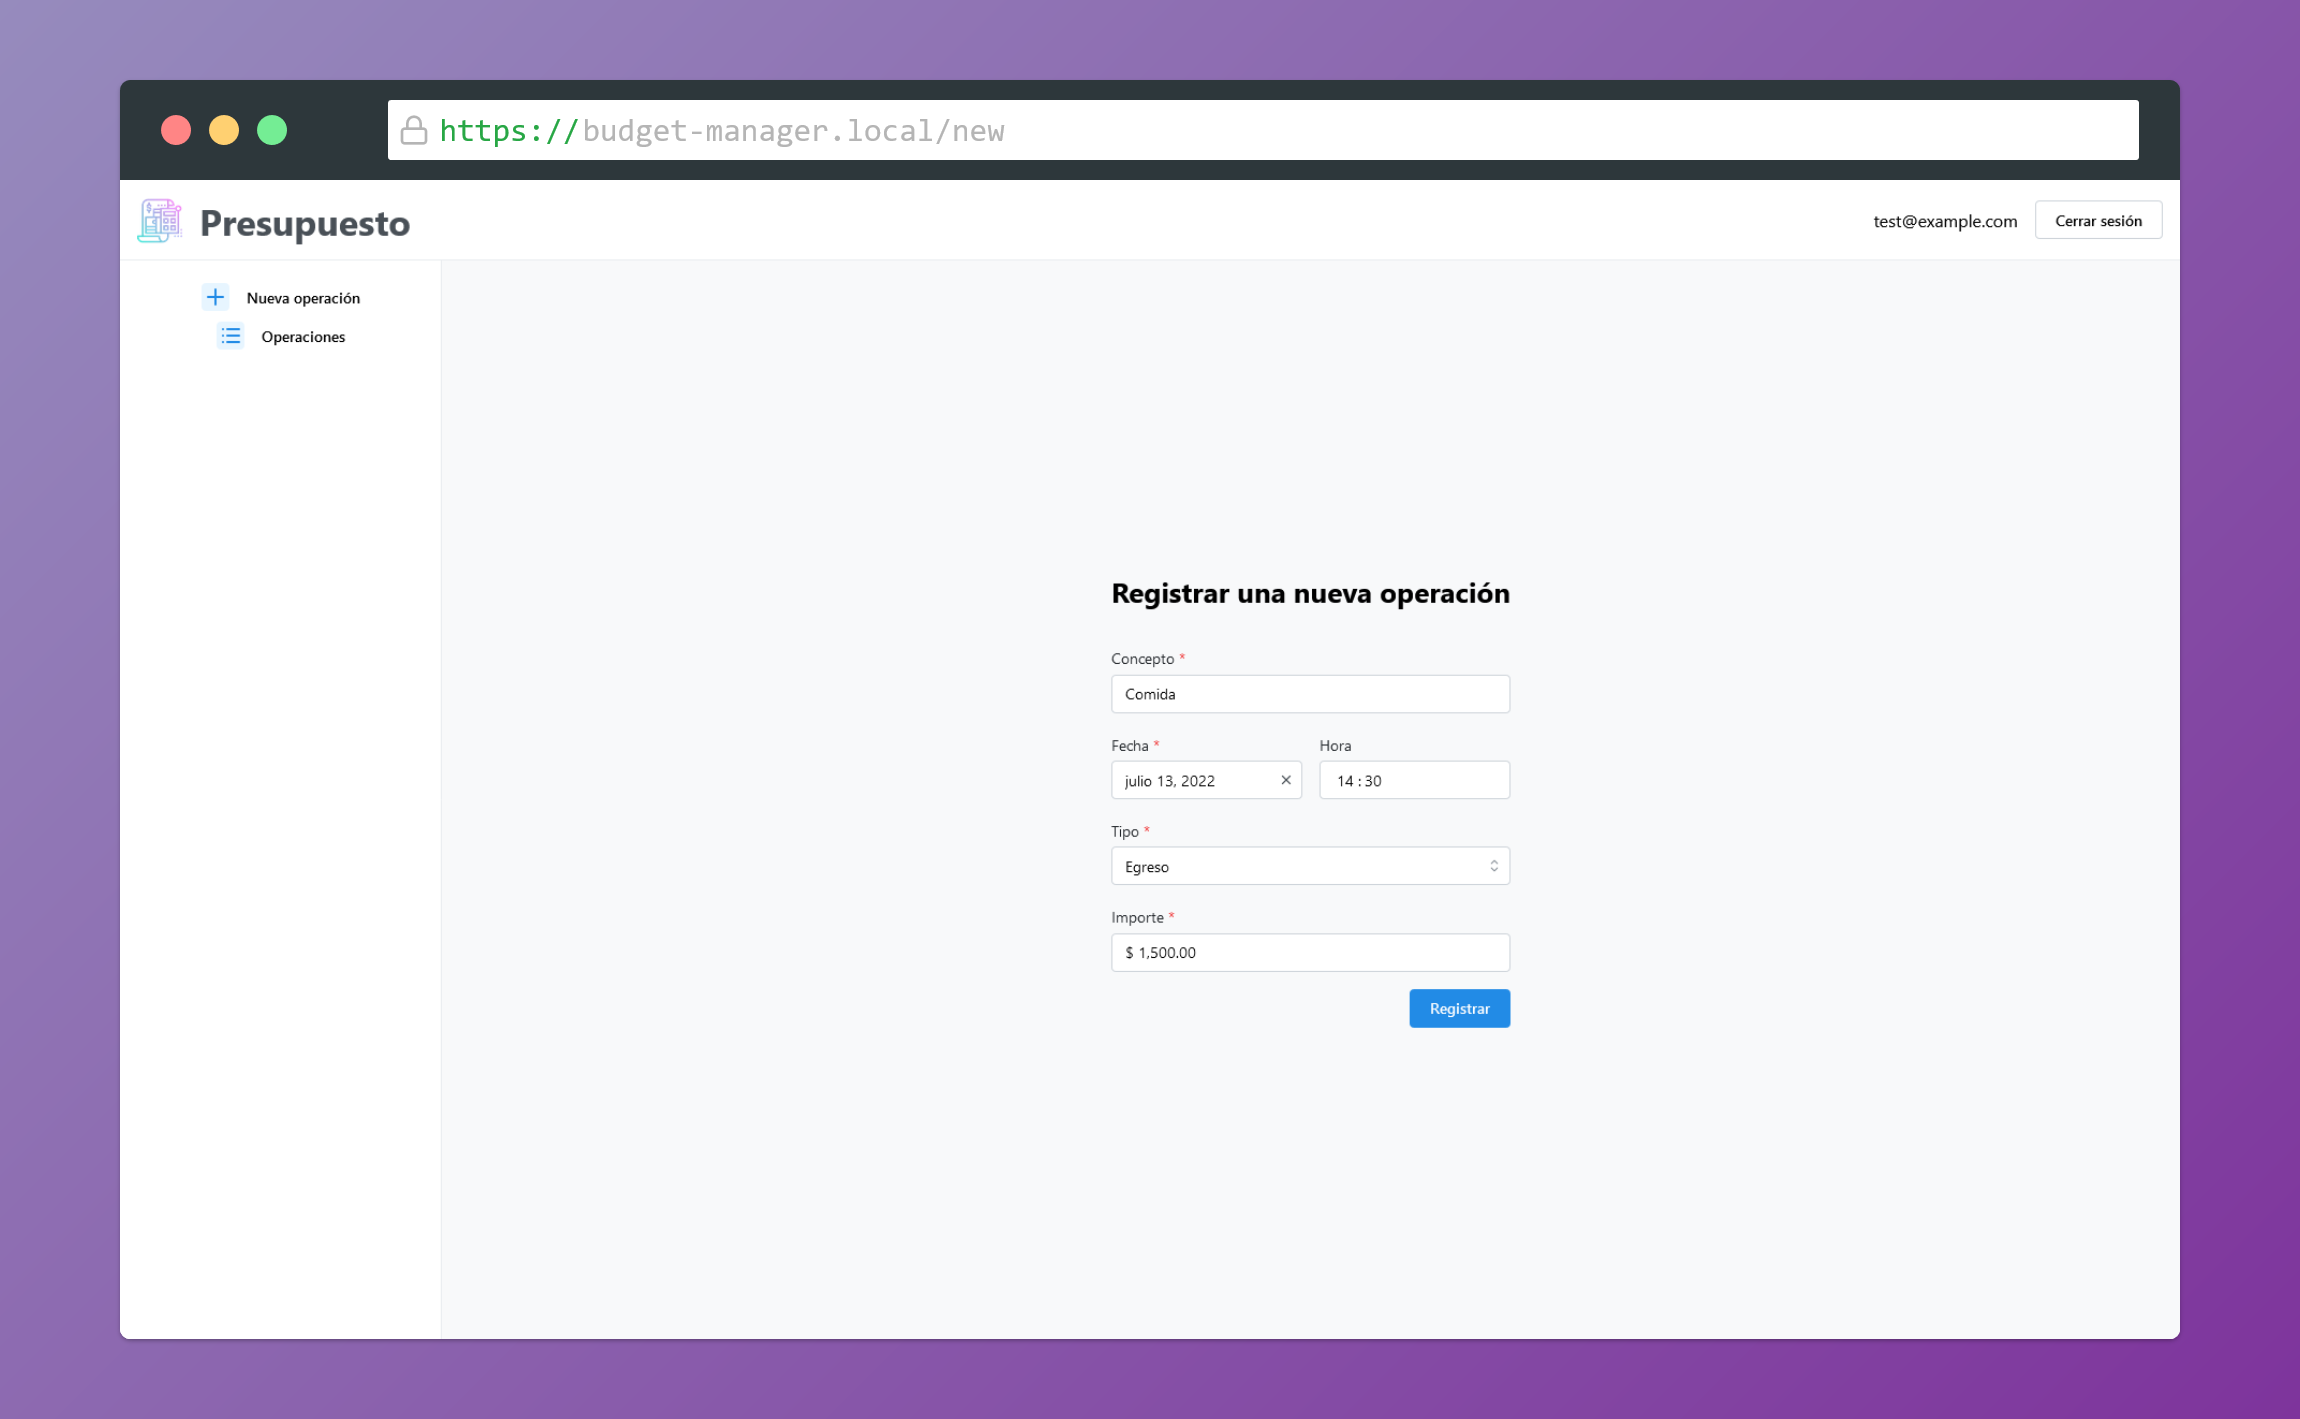 https://budget-manager.local/new
Presupuesto
test@example.com
Cerrar sesión
Nueva operación
Operaciones
Registrar una nueva operación
Concepto *
Comida
Fecha * Hora
julio 13, 2022 14 : 30
Tipo *
Egreso
Importe *
$ 1,500.00
Registrar